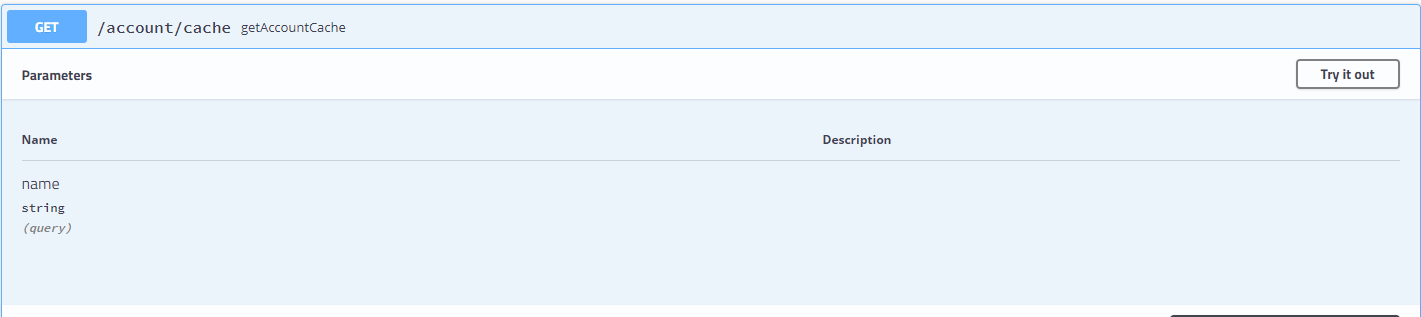 GET /account/cache getAccountCache
Parameters Try it out
Name Description
name
string
(query)